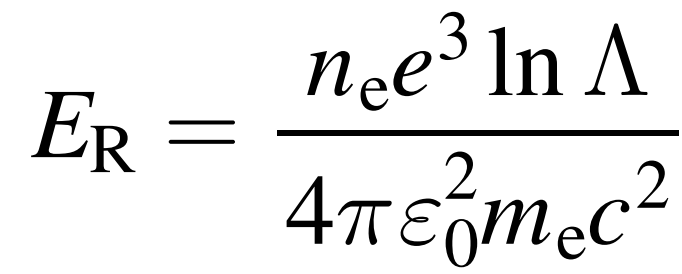 E_R = \frac{n_e e^3 \ln \Lambda}{4\pi\varepsilon_0^2 m_e c^2}